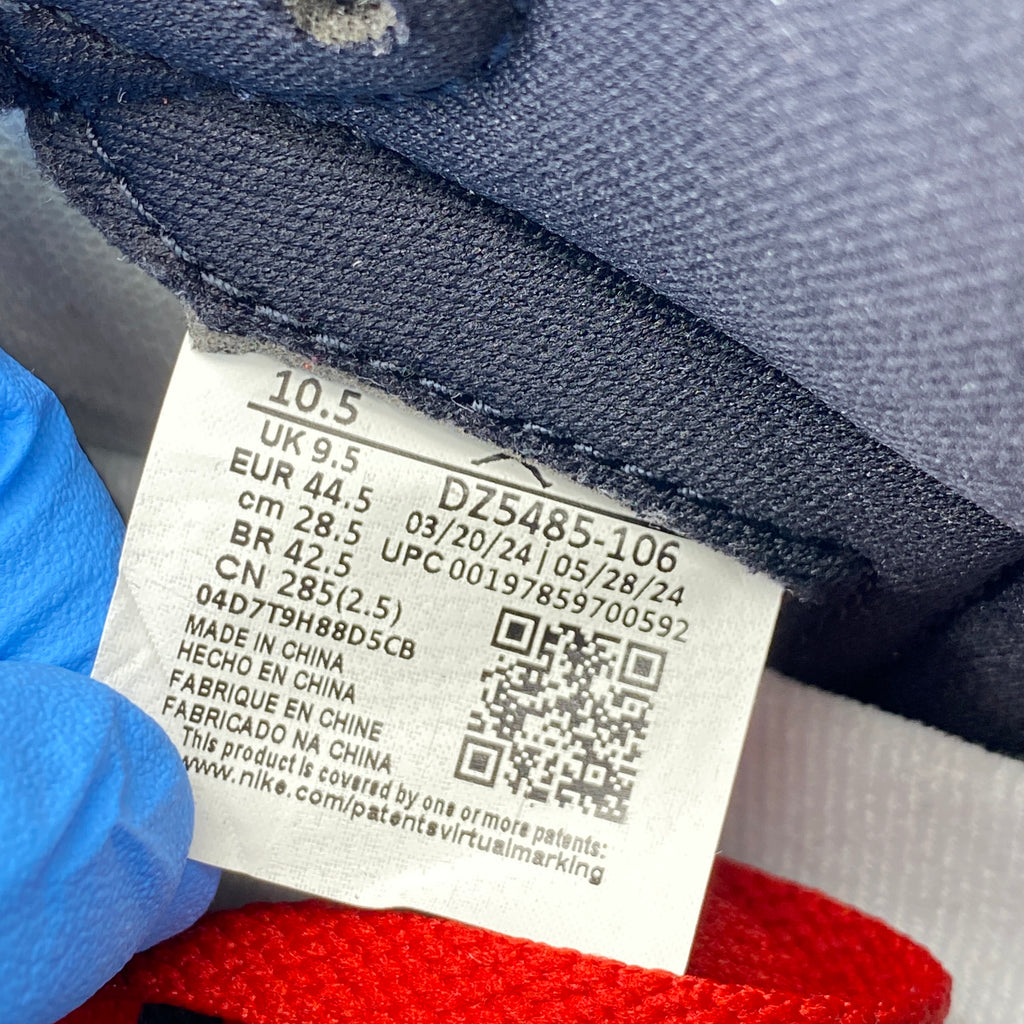 10.5
UK 9.5
EUR 44.5
cm 28.5
BR 42.5
CN 285(2.5)
04D7T9H88D5CB
DZ5485-106
03/20/24 | 05/28/24
UPC 00197859700592
MADE IN CHINA
HECHO EN CHINA
FABRIQUE EN CHINE
FABRICADO NA CHINA
This product is covered by one or more patents:
www.nike.com/patentsvirtualmarking